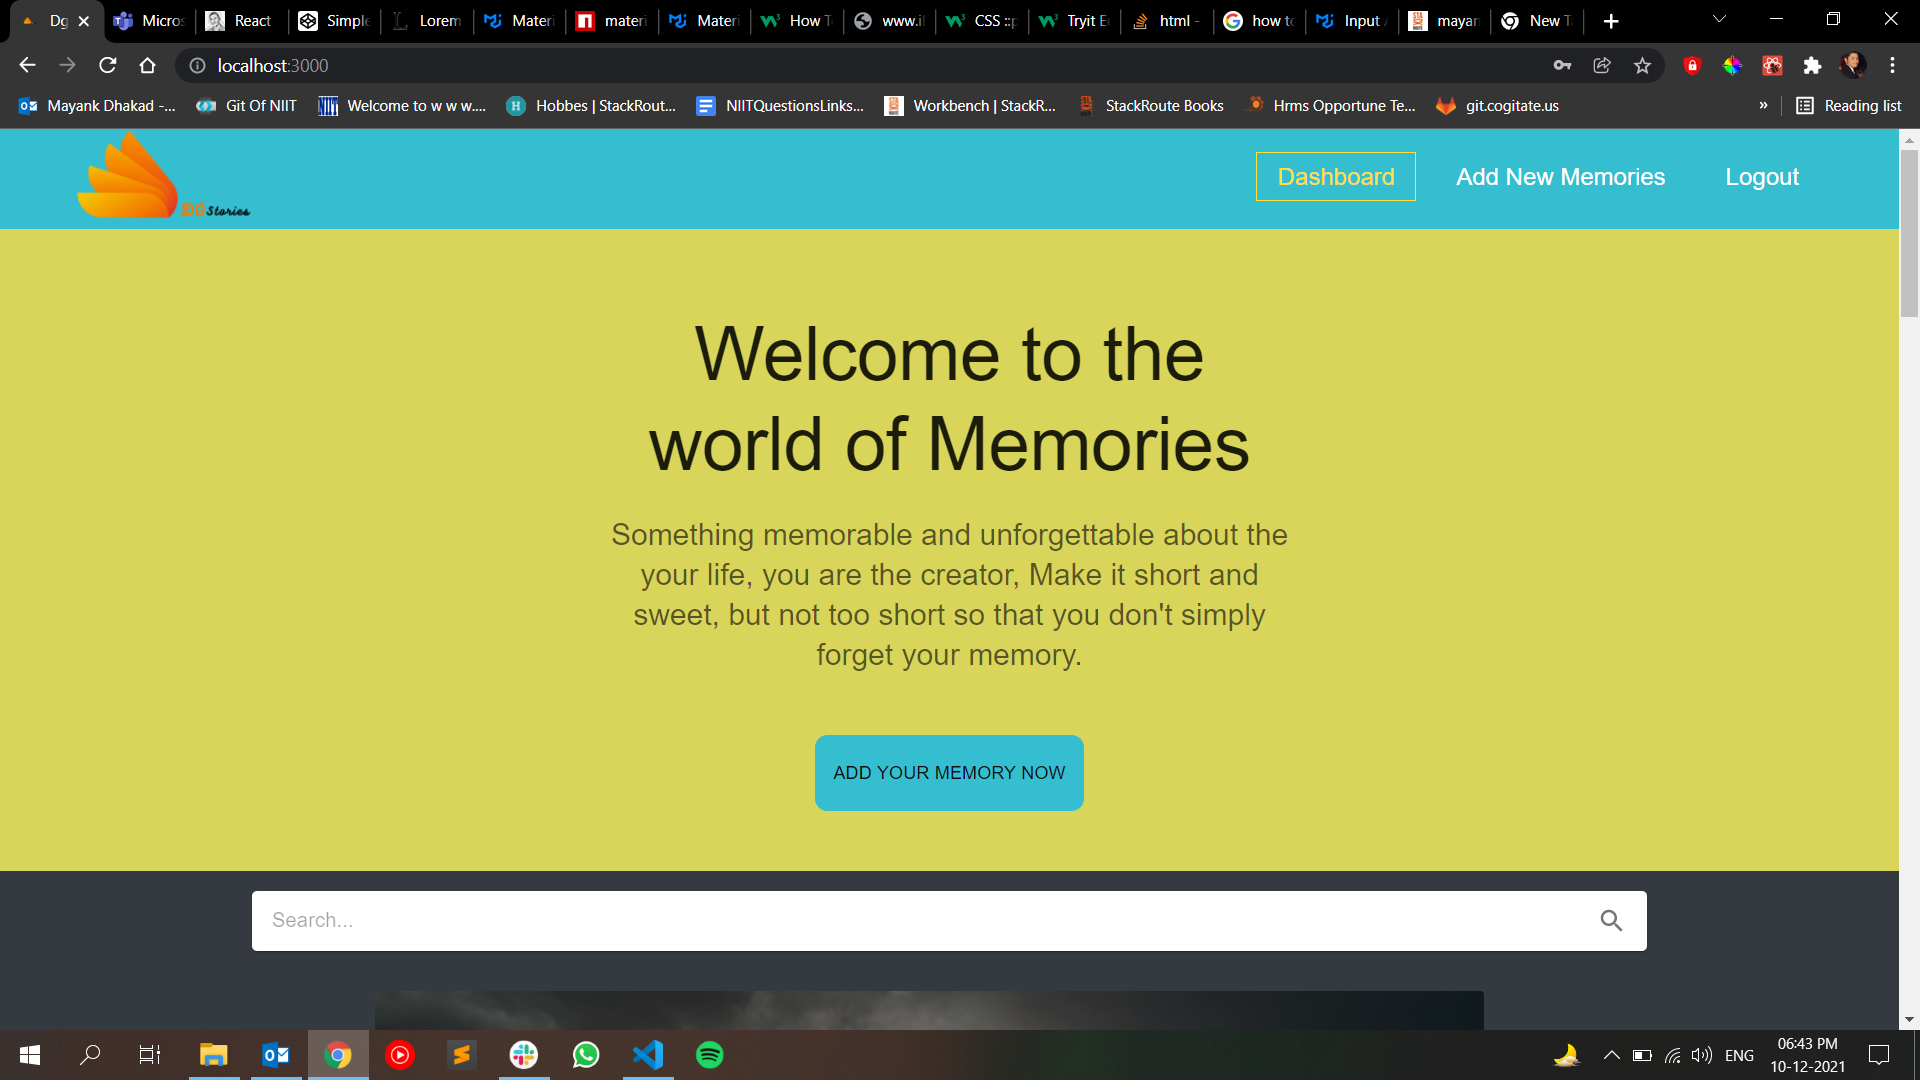 Dg
Micros
React
Simple
Lorem
Materi
materi
Materi
How To
www.i
CSS ::p
Tryit Ed
html -
how to
Input /
mayan
New T
localhost:3000
Mayank Dhakad -...
Git Of NIIT
Welcome to w w w....
Hobbes | StackRout...
NIITQuestionsLinks...
Workbench | StackR...
StackRoute Books
Hrms Opportune Te...
git.cogitate.us
»
Reading list
DG Stories
Dashboard
Add New Memories
Logout
Welcome to the
world of Memories
Something memorable and unforgettable about the
your life, you are the creator, Make it short and
sweet, but not too short so that you don't simply
forget your memory.
ADD YOUR MEMORY NOW
Search...
ENG
06:43 PM
10-12-2021